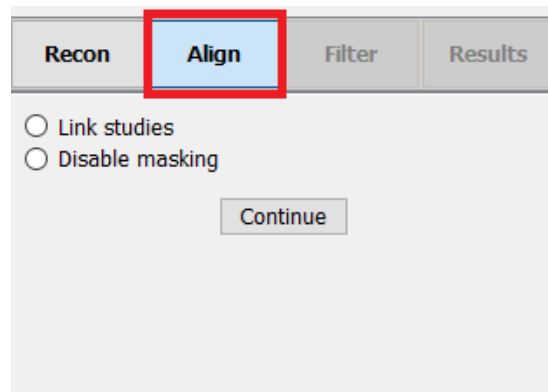 Recon Align Filter Results
Link studies
Disable masking
Continue